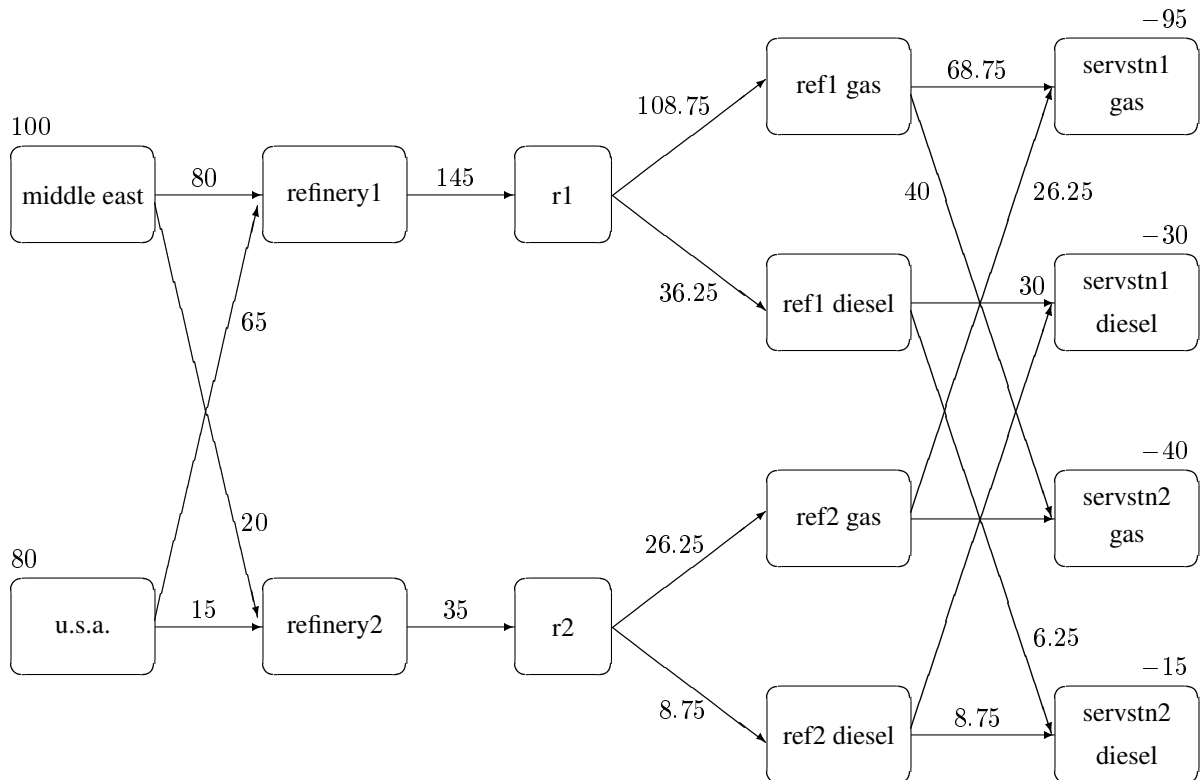 −95
servstn1
gas
68.75
ref1 gas
108.75
100
middle east
80
refinery1
145
r1
40
26.25
−30
servstn1
diesel
30
ref1 diesel
36.25
65
−40
servstn2
gas
ref2 gas
26.25
20
80
u.s.a.
15
refinery2
35
r2
6.25
−15
servstn2
diesel
8.75
ref2 diesel
8.75